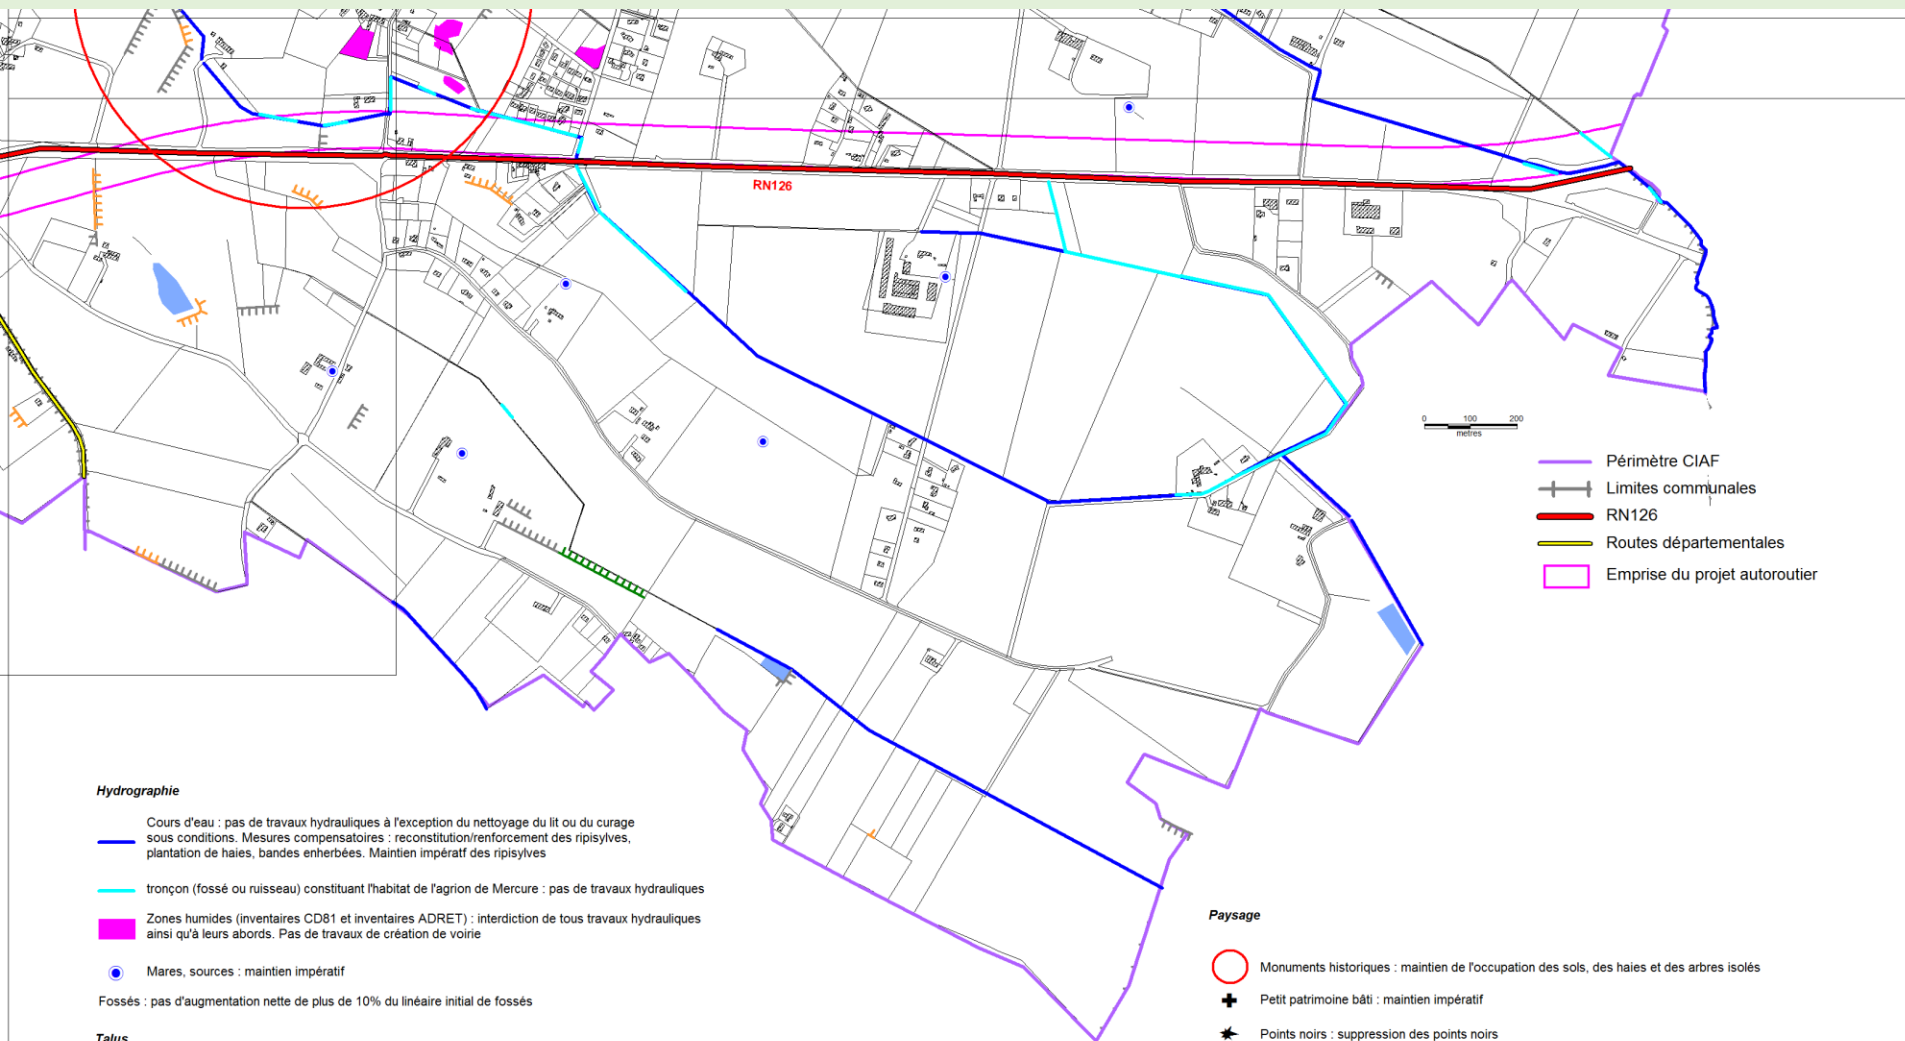 RN126
0 100 200
metres
Périmètre CIAF
Limites communales
RN126
Routes départementales
Emprise du projet autoroutier
Hydrographie
Cours d'eau : pas de travaux hydrauliques à l'exception du nettoyage du lit ou du curage
sous conditions. Mesures compensatoires : reconstitution/renforcement des ripisylves,
plantation de haies, bandes enherbées. Maintien impératf des ripisylves
tronçon (fossé ou ruisseau) constituant l'habitat de l'agrion de Mercure : pas de travaux hydrauliques
Zones humides (inventaires CD81 et inventaires ADRET) : interdiction de tous travaux hydrauliques
ainsi qu'à leurs abords. Pas de travaux de création de voirie
Mares, sources : maintien impératif
Fossés : pas d'augmentation nette de plus de 10% du linéaire initial de fossés
Talus
Paysage
Monuments historiques : maintien de l'occupation des sols, des haies et des arbres isolés
Petit patrimoine bâti : maintien impératif
Points noirs : suppression des points noirs